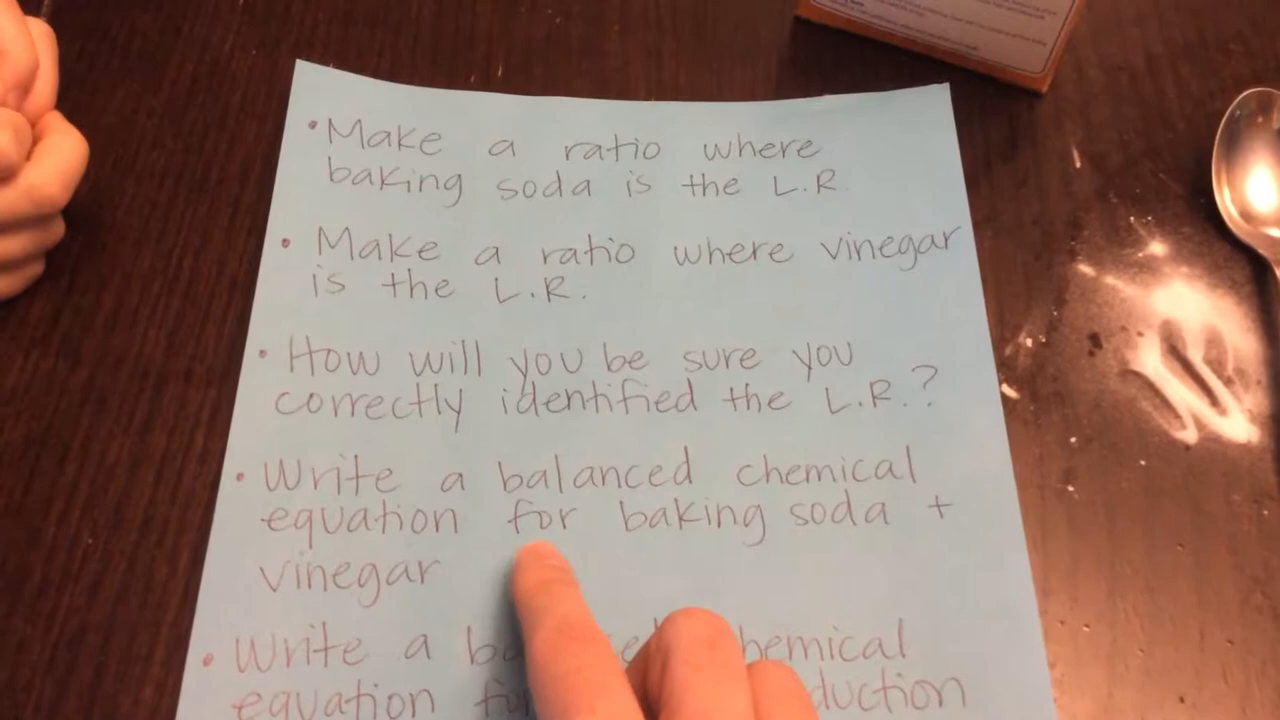 • Make a ratio where
baking soda is the L.R
• Make a ratio where vinegar
is the L.R.
• How will you be sure you
correctly identified the L.R.?
• Write a balanced chemical
equation for baking soda +
vinegar
• Write a chemical
equation